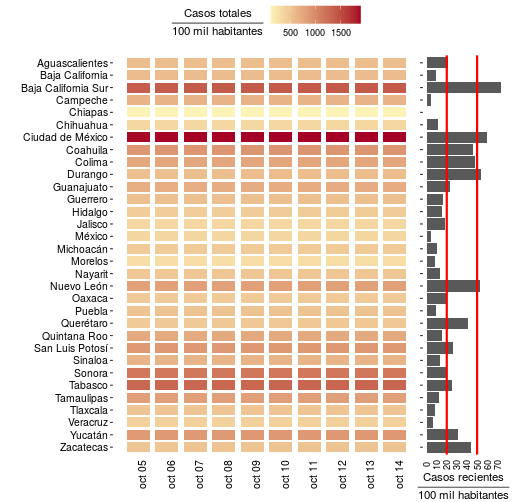 Casos totales
100 mil habitantes
500 1000 1500
Aguascalientes
Baja California
Baja California Sur
Campeche
Chiapas
Chihuahua
Ciudad de México
Coahuila
Colima
Durango
Guanajuato
Guerrero
Hidalgo
Jalisco
México
Michoacán
Morelos
Nayarit
Nuevo León
Oaxaca
Puebla
Querétaro
Quintana Roo
San Luis Potosí
Sinaloa
Sonora
Tabasco
Tamaulipas
Tlaxcala
Veracruz
Yucatán
Zacatecas
oct 05 oct 06 oct 07 oct 08 oct 09 oct 10 oct 11 oct 12 oct 13 oct 14
0 10 20 30 40 50 60 70
Casos recientes
100 mil habitantes